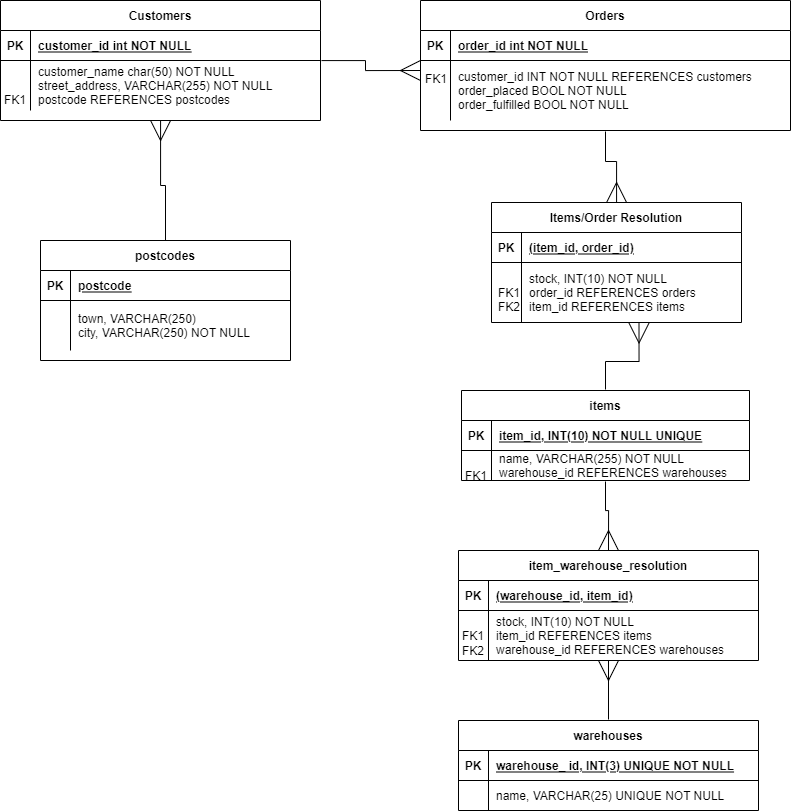 Customers
PK customer_id int NOT NULL
customer_name char(50) NOT NULL
street_address, VARCHAR(255) NOT NULL
FK1 postcode REFERENCES postcodes
Orders
PK order_id int NOT NULL
FK1 customer_id INT NOT NULL REFERENCES customers
order_placed BOOL NOT NULL
order_fulfilled BOOL NOT NULL
postcodes
PK postcode
town, VARCHAR(250)
city, VARCHAR(250) NOT NULL
Items/Order Resolution
PK (item_id, order_id)
stock, INT(10) NOT NULL
FK1 order_id REFERENCES orders
FK2 item_id REFERENCES items
items
PK item_id, INT(10) NOT NULL UNIQUE
name, VARCHAR(255) NOT NULL
FK1 warehouse_id REFERENCES warehouses
item_warehouse_resolution
PK (warehouse_id, item_id)
stock, INT(10) NOT NULL
FK1 item_id REFERENCES items
FK2 warehouse_id REFERENCES warehouses
warehouses
PK warehouse_ id, INT(3) UNIQUE NOT NULL
name, VARCHAR(25) UNIQUE NOT NULL